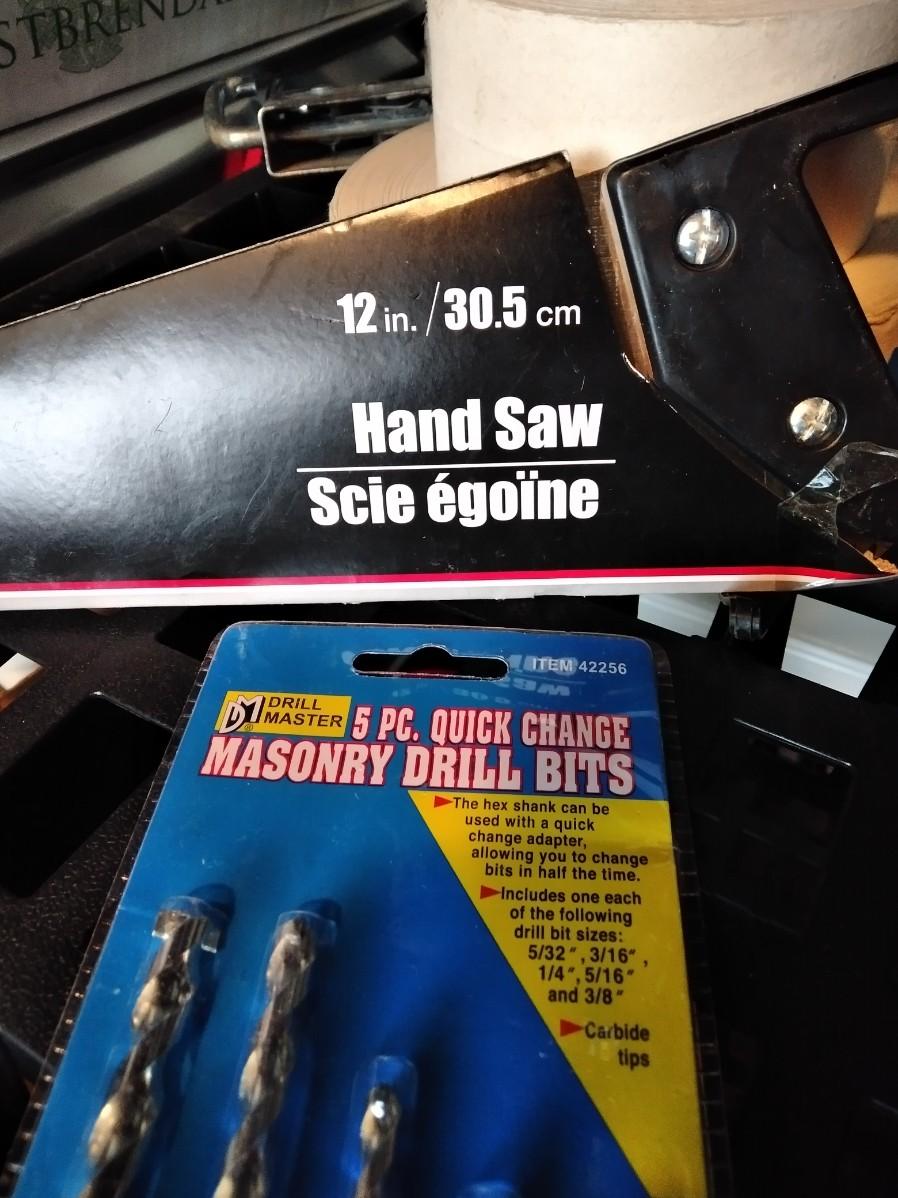 12 in./30.5 cm
Hand Saw
Scie égoïne
ITEM 42256
DM®
DRILL
MASTER
5 PC. QUICK CHANGE
MASONRY DRILL BITS
The hex shank can be
used with a quick
change adapter,
allowing you to change
bits in half the time.
Includes one each
of the following
drill bit sizes:
5/32″, 3/16″,
1/4″, 5/16″
and 3/8″
Carbide
tips